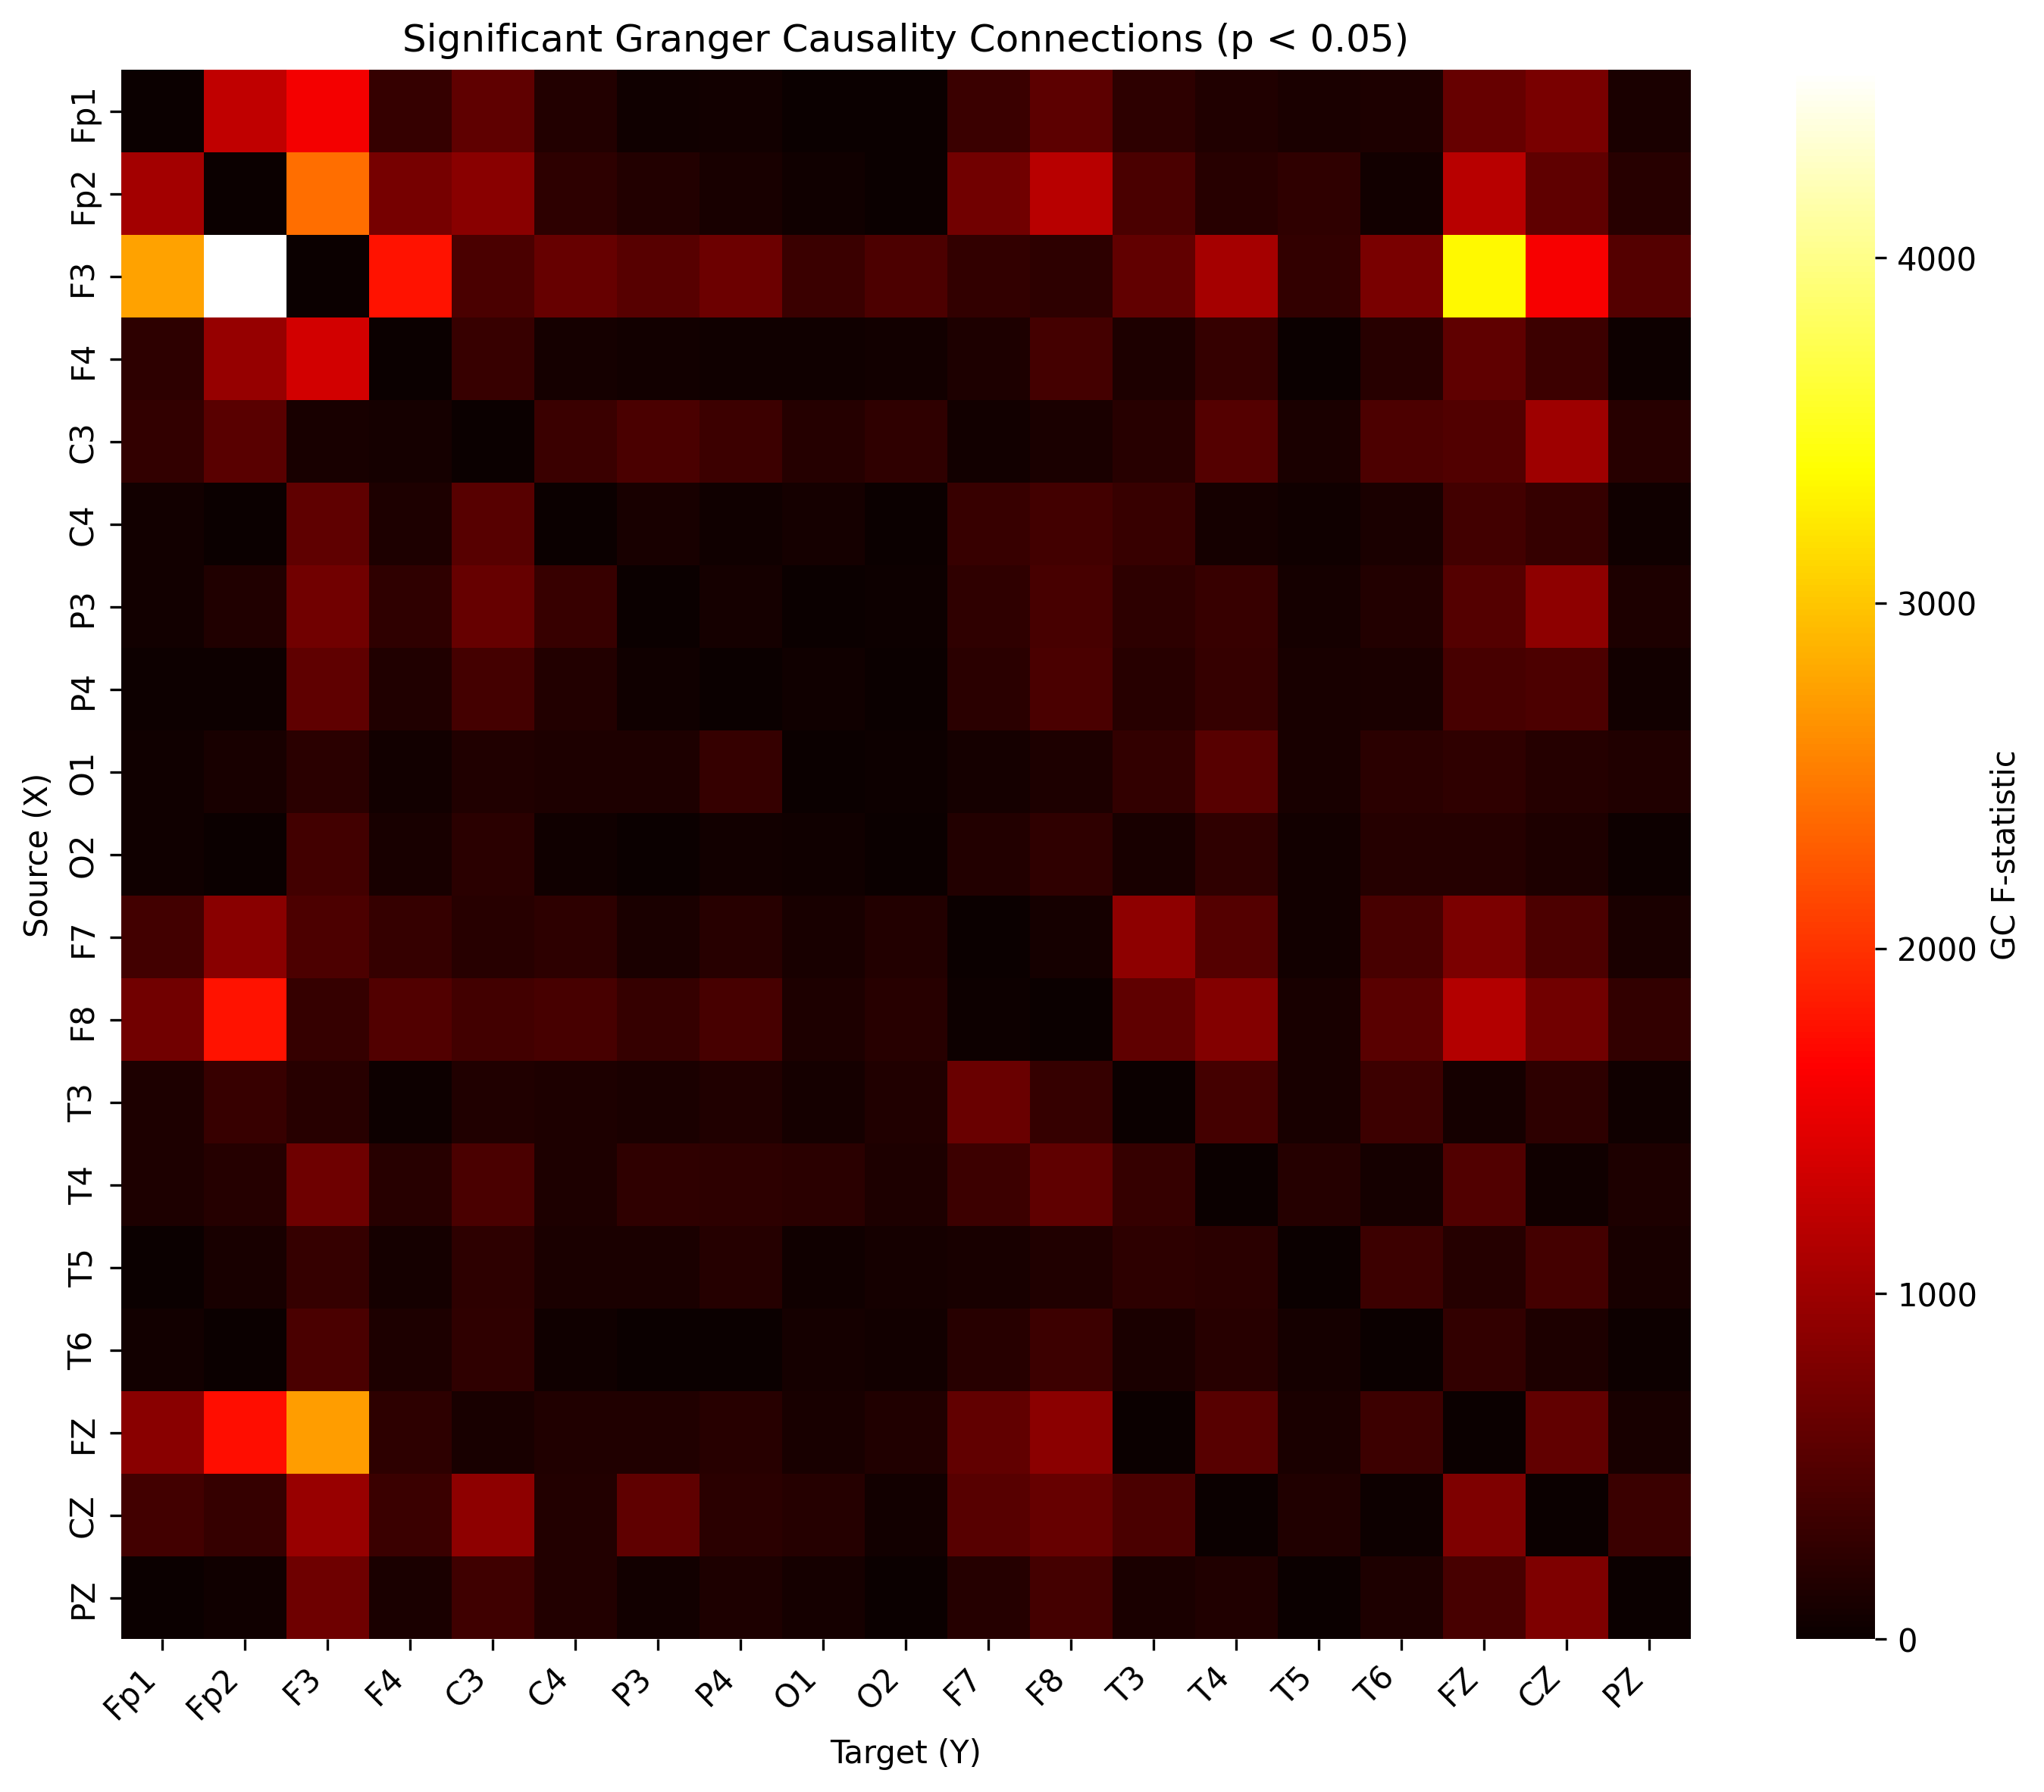 Significant Granger Causality Connections (p < 0.05)
Source (X)
Fp1
Fp2
F3
F4
C3
C4
P3
P4
O1
O2
F7
F8
T3
T4
T5
T6
FZ
CZ
PZ
Fp1 Fp2 F3 F4 C3 C4 P3 P4 O1 O2 F7 F8 T3 T4 T5 T6 FZ CZ PZ
Target (Y)
4000
3000
2000
1000
0
GC F-statistic